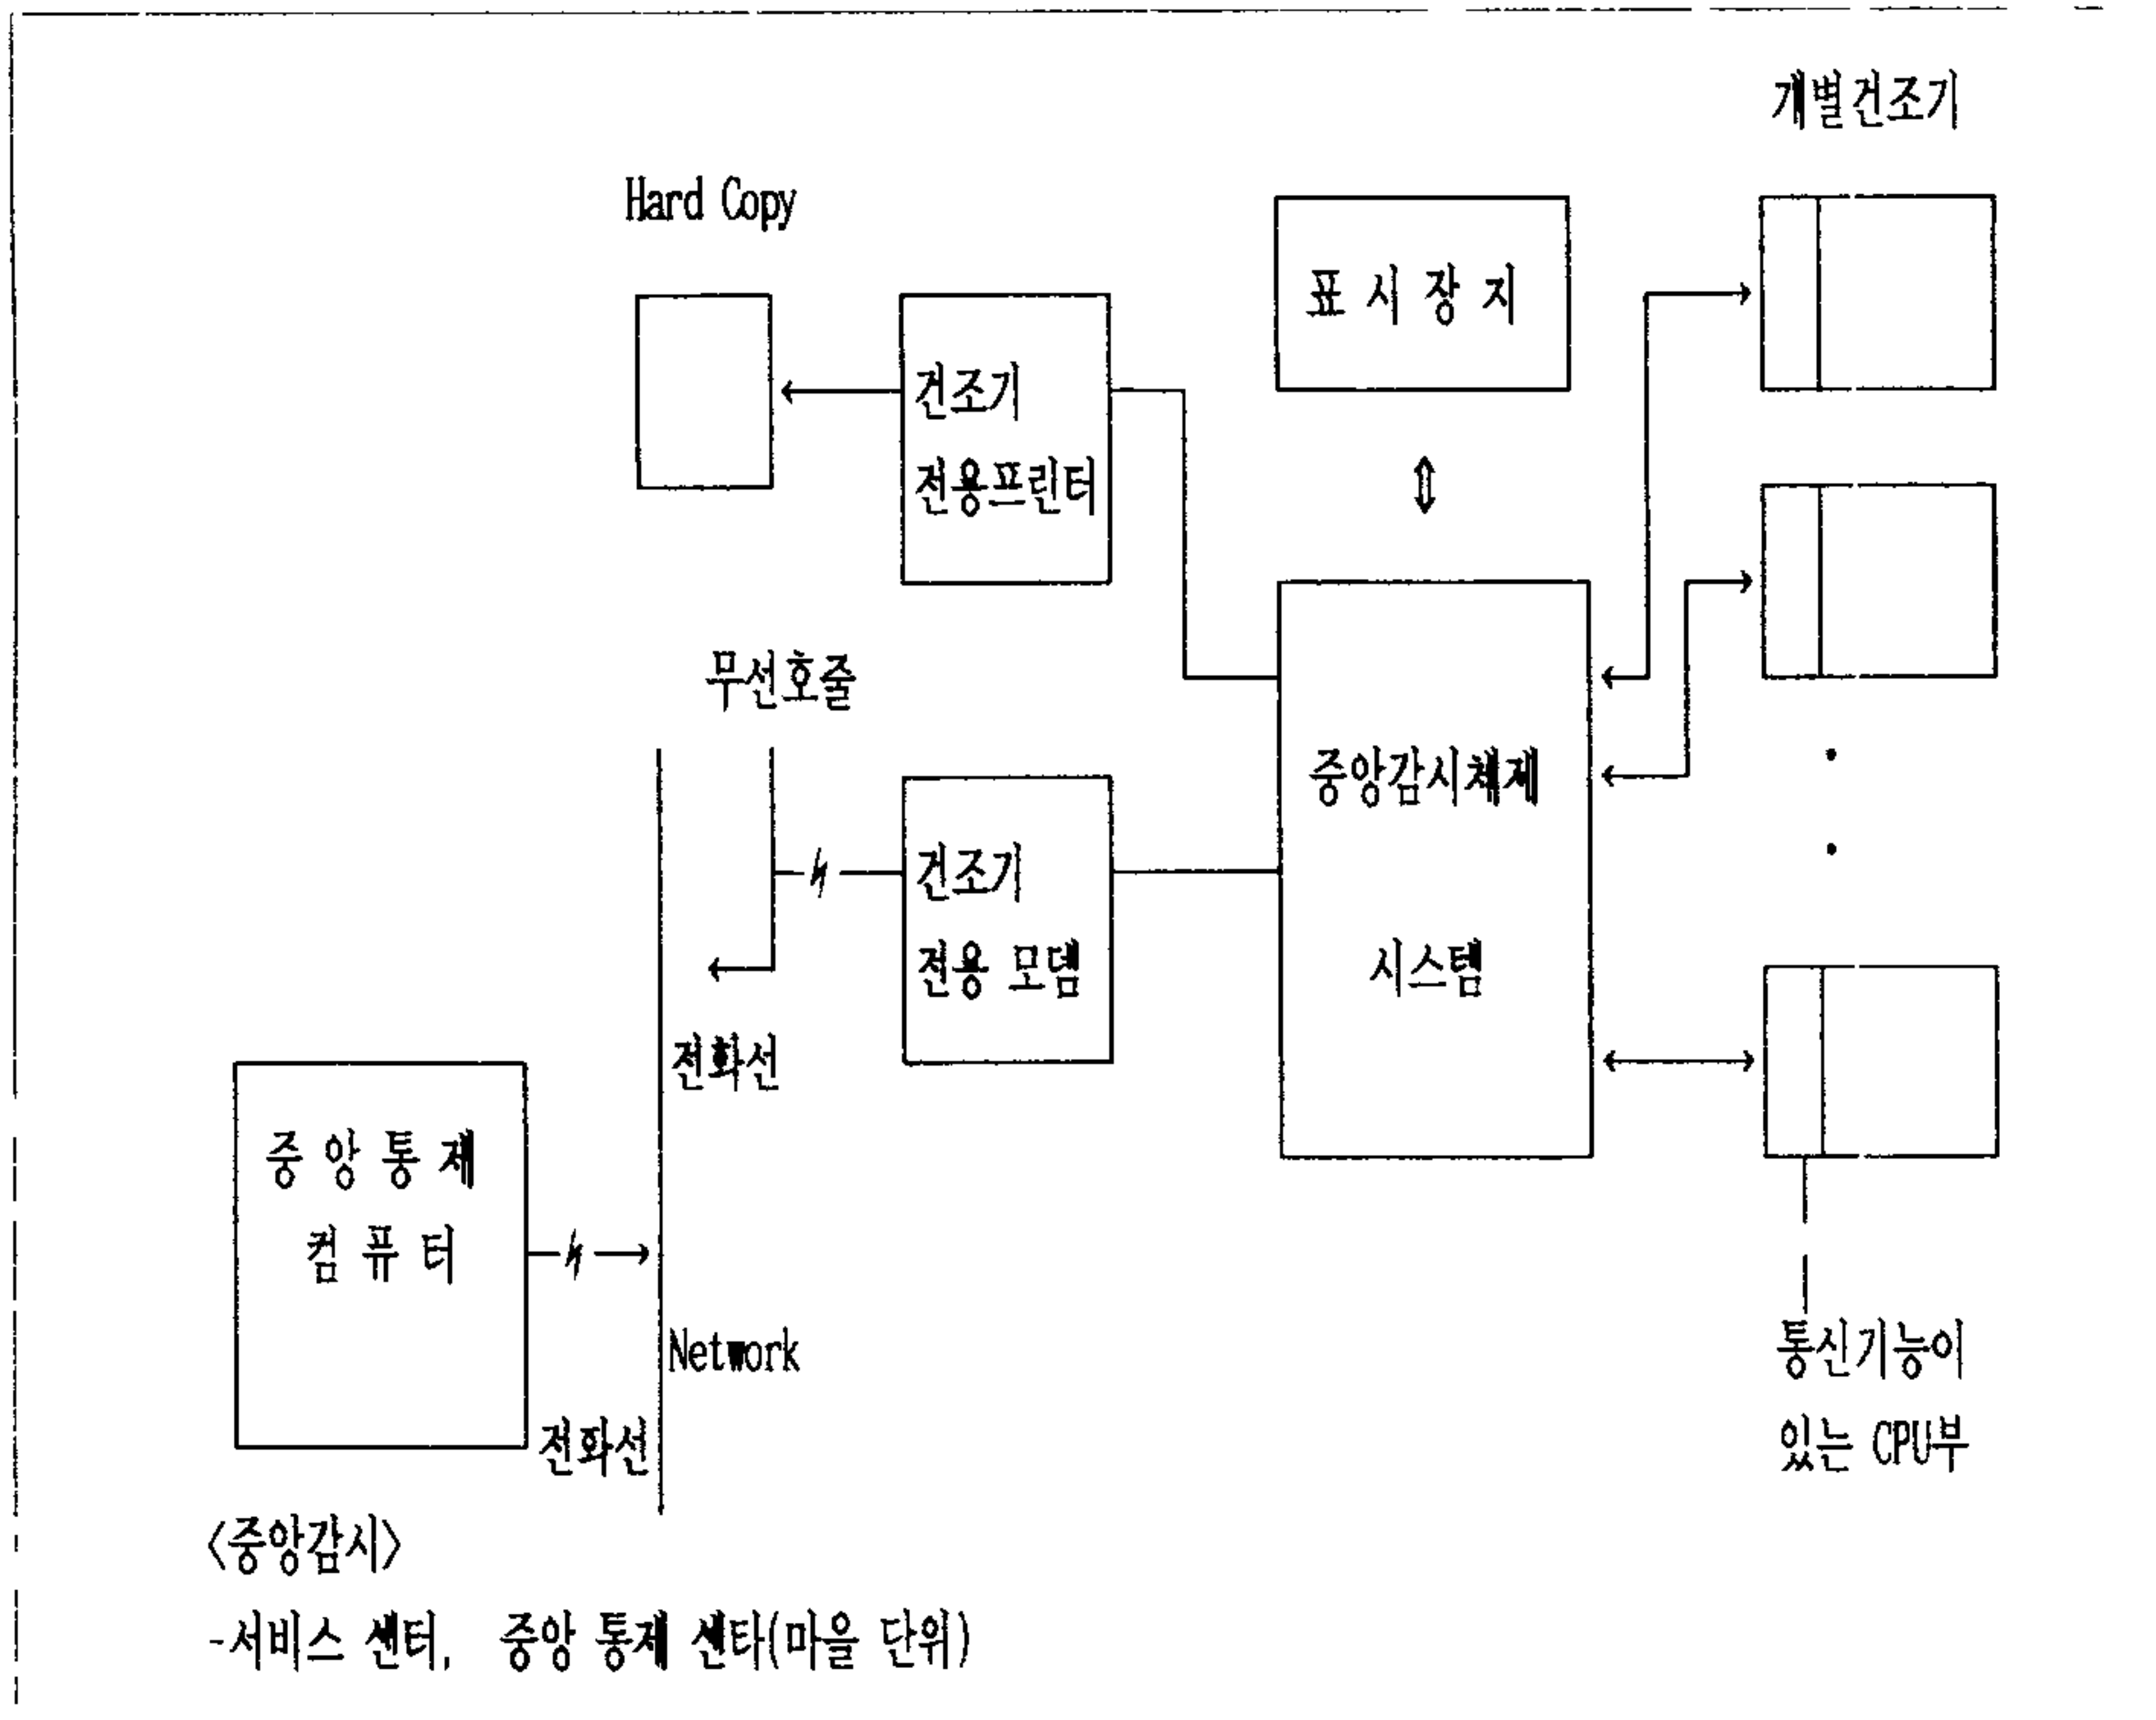 개별건조기
Hard Copy
표 시 장 치
건조기
전용프린터
무선호출
중앙감시체제
시스템
건조기
전용 모뎀
전화선
중 앙 통 제
컴 퓨 터
Network
전화선
통신기능이
있는 CPU부
<중앙감시>
-서비스 센터, 중앙 통제 센타(마을 단위)